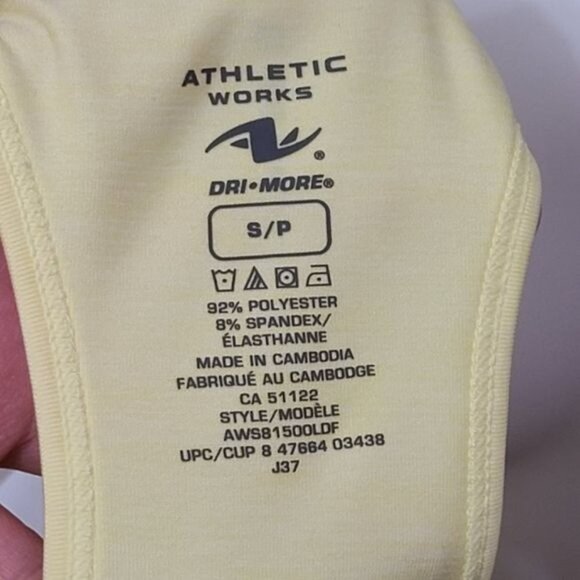 ATHLETIC
WORKS
®
DRI•MORE®
S/P
92% POLYESTER
8% SPANDEX/
ÉLASTHANNE
MADE IN CAMBODIA
FABRIQUÉ AU CAMBODGE
CA 51122
STYLE/MODÈLE
AWS81500LDF
UPC/CUP 8 47664 03438
J37